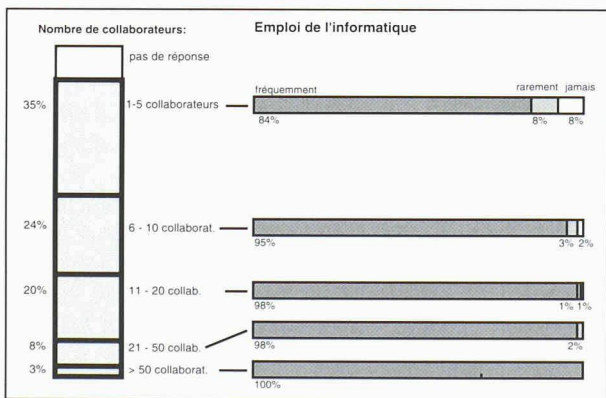 Nombre de collaborateurs:
Emploi de l'informatique
pas de réponse
fréquemment
rarement
jamais
35%
1-5 collaborateurs
84%
8%
8%
24%
6 - 10 collaborat.
95%
3%
2%
20%
11 - 20 collab.
98%
1%
1%
8%
21 - 50 collab.
98%
2%
3%
> 50 collaborat.
100%